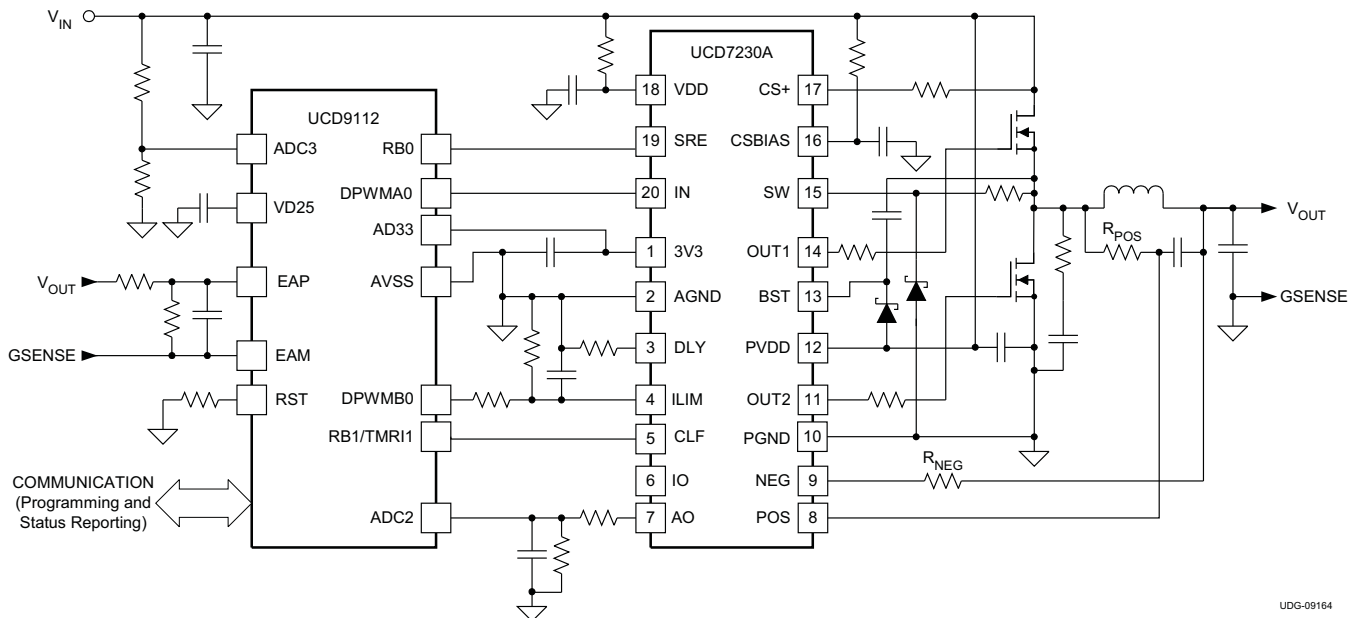 VIN
UCD7230A
18 VDD CS+ 17
UCD9112
ADC3 RB0 19 SRE CSBIAS 16
VD25 DPWMA0 20 IN SW 15
AD33
AVSS 1 3V3 OUT1 14
RPOS
VOUT
VOUT EAP 2 AGND BST 13
GSENSE
GSENSE EAM 3 DLY PVDD 12
RST DPWMB0 4 ILIM OUT2 11
RB1/TMRI1 5 CLF PGND 10
COMMUNICATION
(Programming and
Status Reporting)
6 IO NEG 9 RNEG
ADC2 7 AO POS 8
UDG-09164